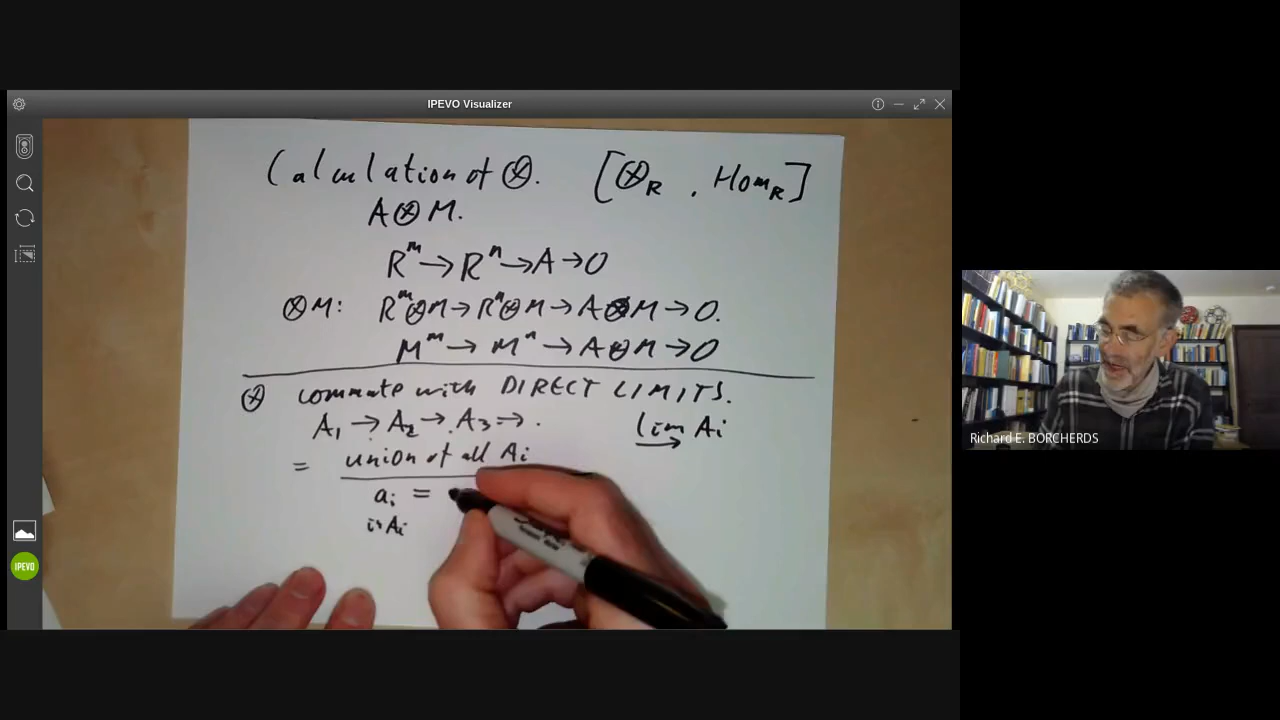 IPEVO Visualizer
Calculation of ⊗. [⊗_R , Hom_R]
A⊗M.
R^m → R^n → A → 0
⊗M: R^m⊗M → R^n⊗M → A⊗M → 0.
M^m → M^n → A⊗M → 0
⊗ commute with DIRECT LIMITS.
A_1 → A_2 → A_3 → . lim→ A_i
= union of all A_i
a_i =
in A_i
IPEVO
Richard E. BORCHERDS